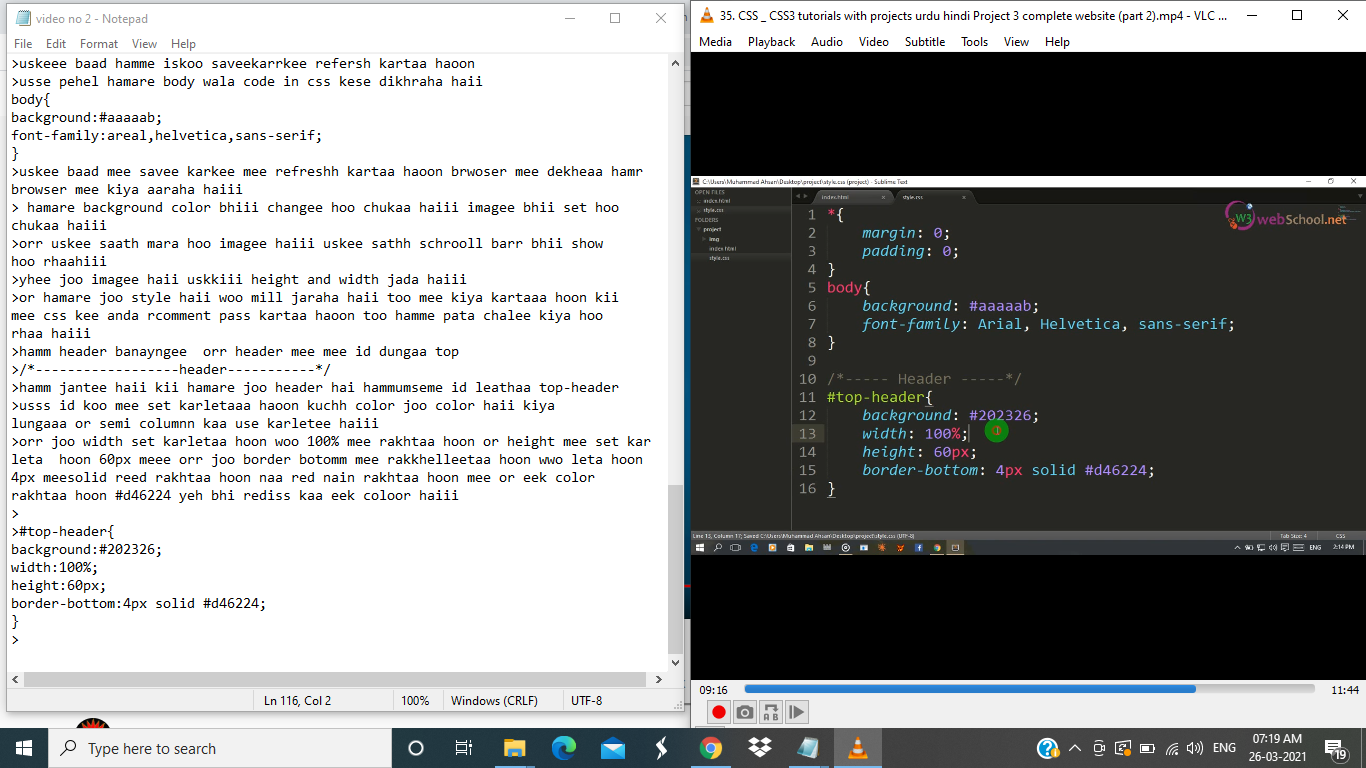 video no 2 - Notepad
File Edit Format View Help
>uskeee baad hamme iskoo saveekarrkee refersh kartaa haoon
>usse pehel hamare body wala code in css kese dikhraha haii
body{
background:#aaaaab;
font-family:areal,helvetica,sans-serif;
}
>uskee baad mee savee karkee mee refreshh kartaa haoon brwoser mee dekheaa hamr
browser mee kiya aaraha haiii
> hamare background color bhiii changee hoo chukaa haiii imagee bhii set hoo
chukaa haiii
>orr uskee saath mara hoo imagee haiii uskee sathh schrooll barr bhii show
hoo rhaahiii
>yhee joo imagee haii uskkiii height and width jada haiii
>or hamare joo style haii woo mill jaraha haii too mee kiya kartaaa hoon kii
mee css kee anda rcomment pass kartaa haoon too hamme pata chalee kiya hoo
rhaa haiii
>hamm header banayngee  orr header mee mee id dungaa top
>/*------------------header-----------*/
>hamm jantee haii kii hamare joo header hai hammumseme id leathaa top-header
>usss id koo mee set karletaaa haoon kuchh color joo color haii kiya
lungaaa or semi columnn kaa use karletee haiii
>orr joo width set karletaa hoon woo 100% mee rakhtaa hoon or height mee set kar
leta  hoon 60px meee orr joo border botomm mee rakkhelleetaa hoon wwo leta hoon
4px meesolid reed rakhtaa hoon naa red nain rakhtaa hoon mee or eek color
rakhtaa hoon #d46224 yeh bhi rediss kaa eek coloor haiii
>
>#top-header{
background:#202326;
width:100%;
height:60px;
border-bottom:4px solid #d46224;
}
>
Ln 116, Col 2 100% Windows (CRLF) UTF-8
35. CSS _ CSS3 tutorials with projects urdu hindi Project 3 complete website (part 2).mp4 - VLC ...
Media Playback Audio Video Subtitle Tools View Help
C:\Users\Muhammad Ahsan\Desktop\project\style.css (project) - Sublime Text
OPEN FILES
index.html
style.css
FOLDERS
project
img
index.html
style.css
index.html style.css
W3 webSchool.net
1 *{
2 margin: 0;
3 padding: 0;
4 }
5 body{
6 background: #aaaaab;
7 font-family: Arial, Helvetica, sans-serif;
8 }
9
10 /*----- Header -----*/
11 #top-header{
12 background: #202326;
13 width: 100%;
14 height: 60px;
15 border-bottom: 4px solid #d46224;
16 }
Line 13, Column 17; Saved C:\Users\Muhammad Ahsan\Desktop\project\style.css (UTF-8) Tab Size: 4 CSS
ENG 2:14 PM
09:16 11:44
Type here to search
ENG 07:19 AM
26-03-2021
19